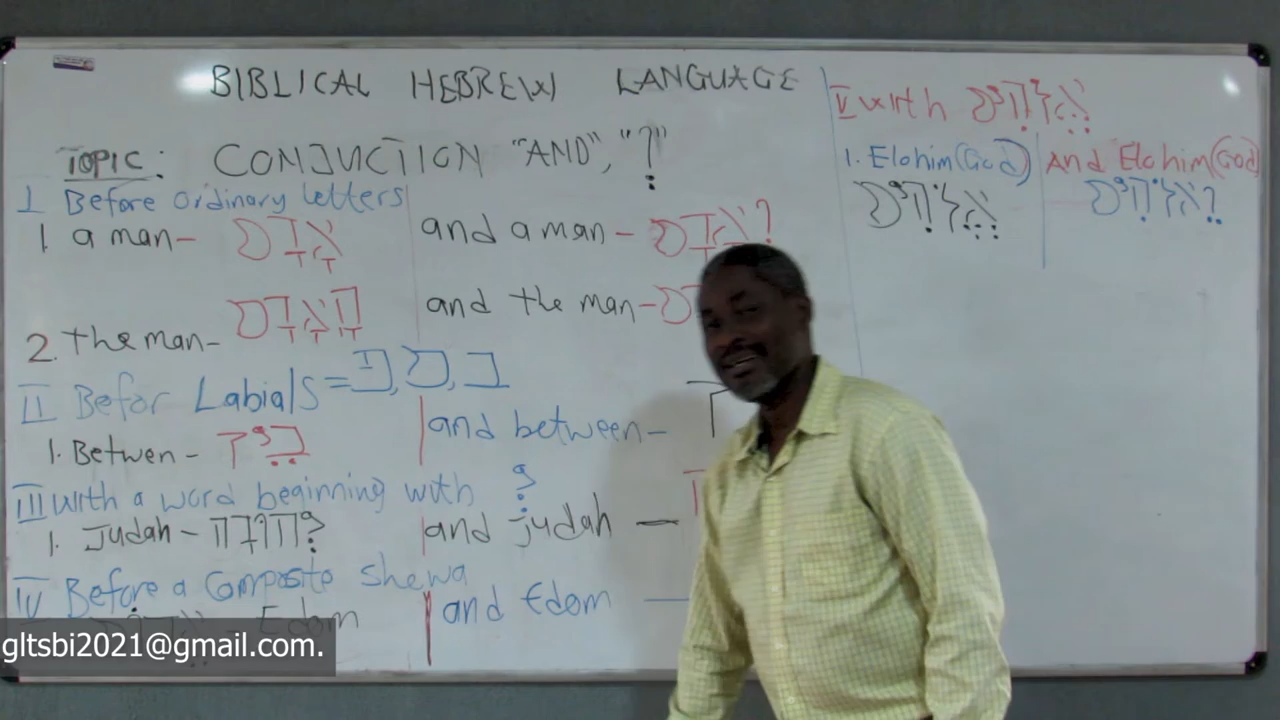 BIBLICAL HEBREW LANGUAGE
TOPIC: CONJUCTION "AND", "וְ"
I Before ordinary letters
1. a man- אָדָם
and a man - וְאָדָם
2. the man- הָאָדָם
and the man-
II Befor Labials = פ, מ, ב
1. Betwen - בֵּין
and between-
III with a word beginning with יְ
1. Judah - יְהוּדָה
and judah -
IV Before a Composite shewa
Edom
and Edom
V with אֱלֹהִים
1. Elohim(God)
And Elohim(God)
אֱלֹהִים
וֵאלֹהִים
gltsbi2021@gmail.com.